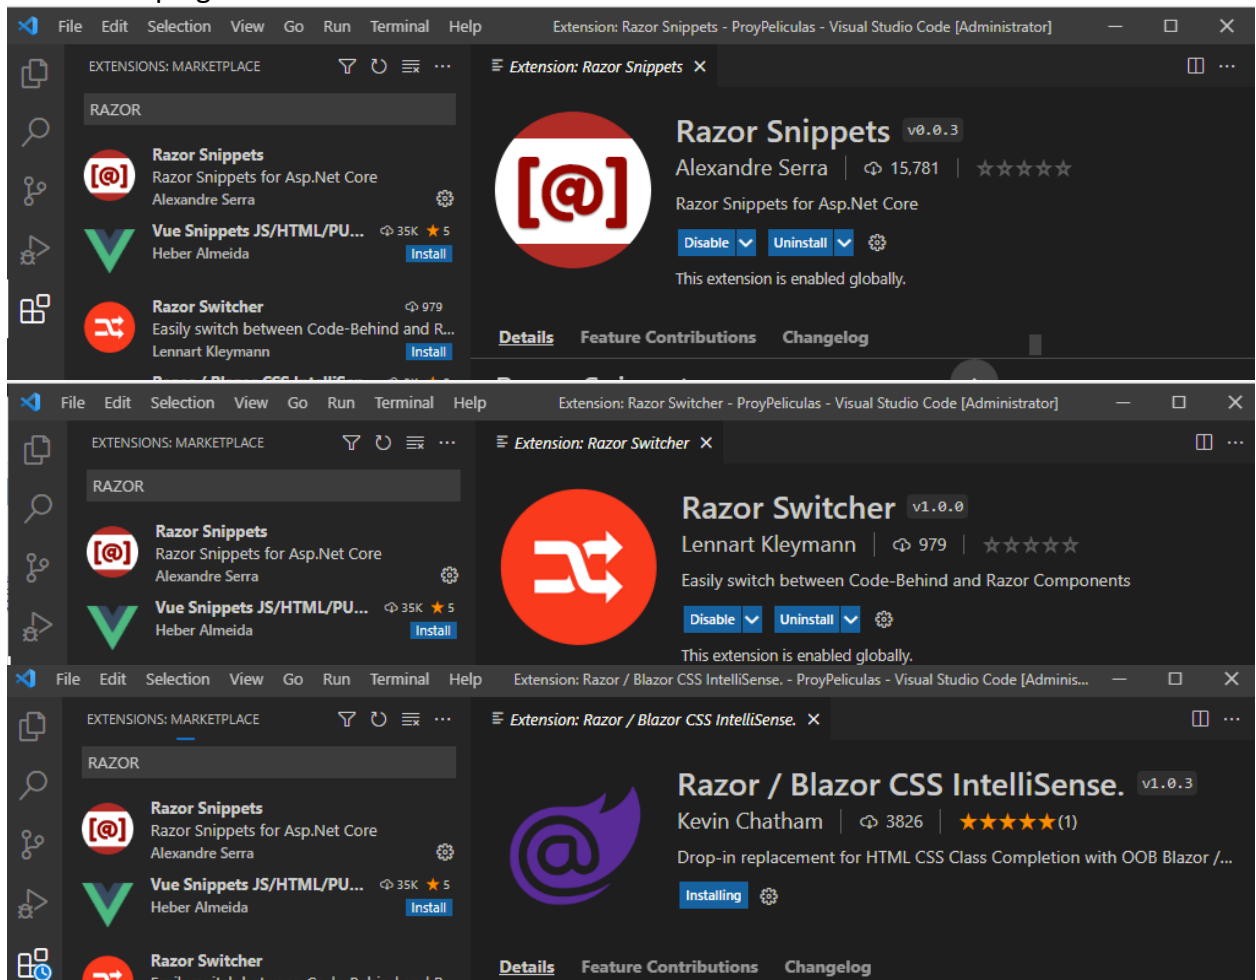 File Edit Selection View Go Run Terminal Help Extension: Razor Snippets - ProyPeliculas - Visual Studio Code [Administrator]
EXTENSIONS: MARKETPLACE
Extension: Razor Snippets
RAZOR
Razor Snippets
Razor Snippets for Asp.Net Core
Alexandre Serra
Vue Snippets JS/HTML/PU... 35K ★ 5
Heber Almeida Install
Razor Switcher 979
Easily switch between Code-Behind and R...
Lennart Kleymann Install
[@]
Razor Snippets v0.0.3
Alexandre Serra | 15,781
Razor Snippets for Asp.Net Core
Disable Uninstall
This extension is enabled globally.
Details Feature Contributions Changelog
File Edit Selection View Go Run Terminal Help Extension: Razor Switcher - ProyPeliculas - Visual Studio Code [Administrator]
EXTENSIONS: MARKETPLACE
Extension: Razor Switcher
RAZOR
Razor Snippets
Razor Snippets for Asp.Net Core
Alexandre Serra
Vue Snippets JS/HTML/PU... 35K ★ 5
Heber Almeida Install
Razor Switcher v1.0.0
Lennart Kleymann | 979
Easily switch between Code-Behind and Razor Components
Disable Uninstall
This extension is enabled globally.
File Edit Selection View Go Run Terminal Help Extension: Razor / Blazor CSS IntelliSense. - ProyPeliculas - Visual Studio Code [Adminis...
EXTENSIONS: MARKETPLACE
Extension: Razor / Blazor CSS IntelliSense.
RAZOR
Razor Snippets
Razor Snippets for Asp.Net Core
Alexandre Serra
Vue Snippets JS/HTML/PU... 35K ★ 5
Heber Almeida Install
Razor Switcher
Razor / Blazor CSS IntelliSense. v1.0.3
Kevin Chatham | 3826 | ★★★★★(1)
Drop-in replacement for HTML CSS Class Completion with OOB Blazor /...
Installing
Details Feature Contributions Changelog